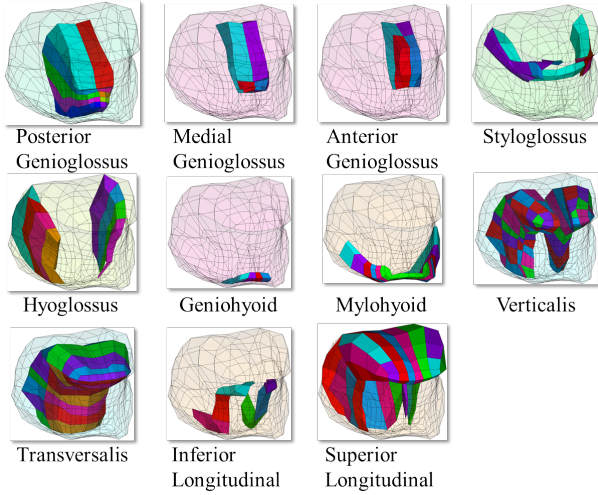 Posterior
Genioglossus
Medial
Genioglossus
Anterior
Genioglossus
Styloglossus
Hyoglossus
Geniohyoid
Mylohyoid
Verticalis
Transversalis
Inferior
Longitudinal
Superior
Longitudinal